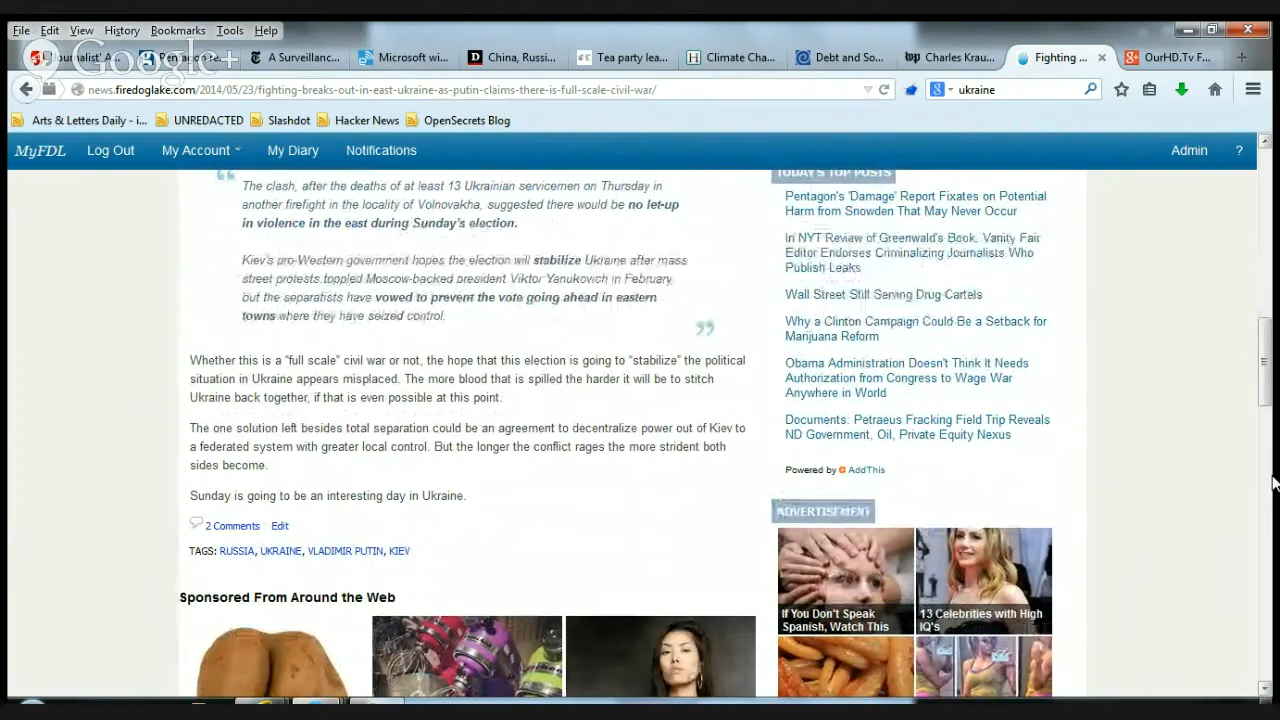 File Edit View History Bookmarks Tools Help
Google+
A Surveillanc... Microsoft wi... China, Russi... Tea party lea... Climate Cha... Debt and So... Charles Krau... Fighting ... OurHD.Tv F...
news.firedoglake.com/2014/05/23/fighting-breaks-out-in-east-ukraine-as-putin-claims-there-is-full-scale-civil-war/
ukraine
Arts & Letters Daily - i... UNREDACTED Slashdot Hacker News OpenSecrets Blog
MyFDL Log Out My Account My Diary Notifications Admin ?
The clash, after the deaths of at least 13 Ukrainian servicemen on Thursday in
another firefight in the locality of Volnovakha, suggested there would be no let-up
in violence in the east during Sunday's election.
Kiev's pro-Western government hopes the election will stabilize Ukraine after mass
street protests toppled Moscow-backed president Viktor Yanukovich in February,
but the separatists have vowed to prevent the vote going ahead in eastern
towns where they have seized control.
Whether this is a “full scale” civil war or not, the hope that this election is going to “stabilize” the political
situation in Ukraine appears misplaced. The more blood that is spilled the harder it will be to stitch
Ukraine back together, if that is even possible at this point.
The one solution left besides total separation could be an agreement to decentralize power out of Kiev to
a federated system with greater local control. But the longer the conflict rages the more strident both
sides become.
Sunday is going to be an interesting day in Ukraine.
2 Comments Edit
TAGS: RUSSIA, UKRAINE, VLADIMIR PUTIN, KIEV
Sponsored From Around the Web
TODAY'S TOP POSTS
Pentagon's 'Damage' Report Fixates on Potential
Harm from Snowden That May Never Occur
In NYT Review of Greenwald's Book, Vanity Fair
Editor Endorses Criminalizing Journalists Who
Publish Leaks
Wall Street Still Serving Drug Cartels
Why a Clinton Campaign Could Be a Setback for
Marijuana Reform
Obama Administration Doesn't Think It Needs
Authorization from Congress to Wage War
Anywhere in World
Documents: Petraeus Fracking Field Trip Reveals
ND Government, Oil, Private Equity Nexus
Powered by AddThis
ADVERTISEMENT
If You Don't Speak
Spanish, Watch This
13 Celebrities with High
IQ's